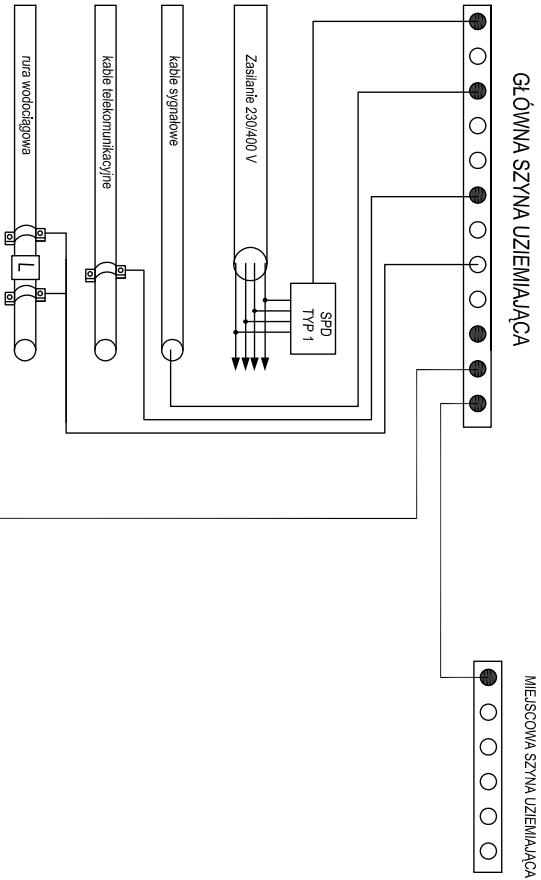 GŁÓWNA SZYNA UZIEMIAJĄCA
MIEJSCOWA SZYNA UZIEMIAJĄCA
SPD
TYP 1
Zasilanie 230/400 V
kable sygnałowe
kable telekomunikacyjne
rura wodociągowa
L